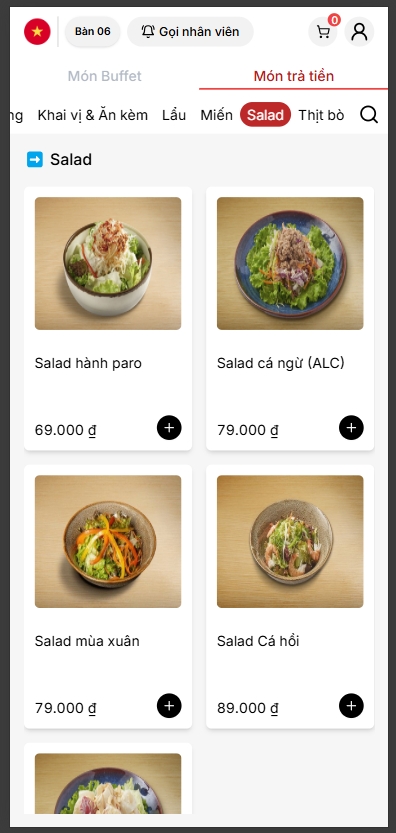 Bàn 06
Gọi nhân viên
0
Món Buffet
Món trả tiền
ng
Khai vị & Ăn kèm
Lẩu
Miến
Salad
Thịt bò
Salad
Salad hành paro
Salad cá ngừ (ALC)
69.000 ₫
79.000 ₫
Salad mùa xuân
Salad Cá hồi
79.000 ₫
89.000 ₫